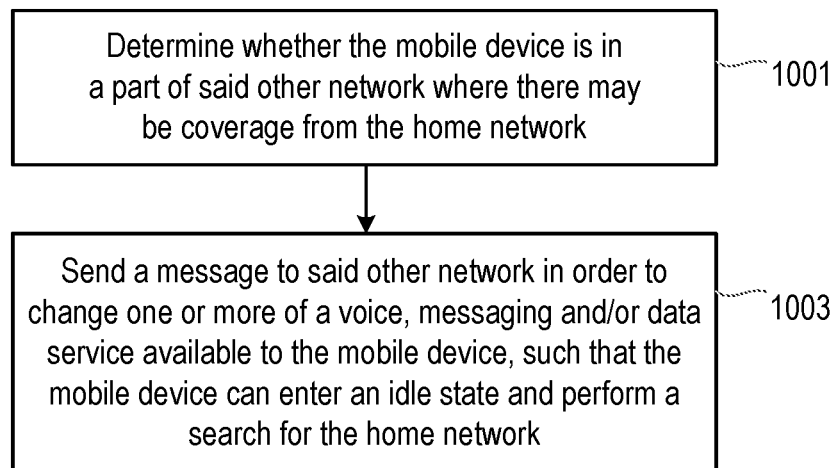 Determine whether the mobile device is in
a part of said other network where there may
be coverage from the home network
1001
Send a message to said other network in order to
change one or more of a voice, messaging and/or data
service available to the mobile device, such that the
mobile device can enter an idle state and perform a
search for the home network
1003